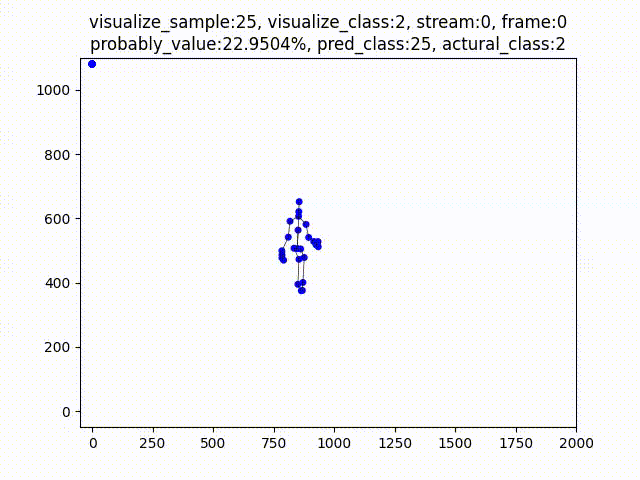 visualize_sample:25, visualize_class:2, stream:0, frame:0
probably_value:22.9504%, pred_class:25, actural_class:2
1000
800
600
400
200
0
0 250 500 750 1000 1250 1500 1750 2000